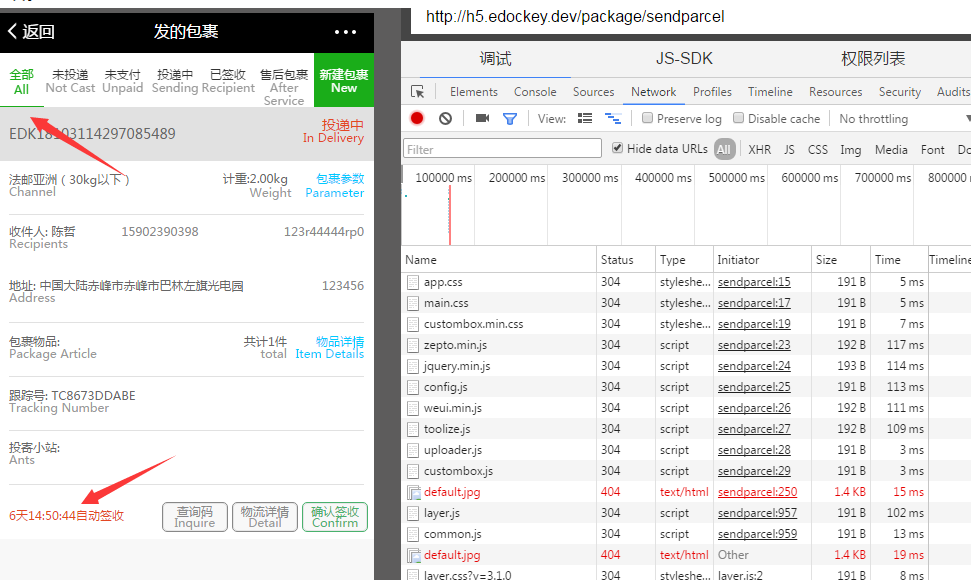 http://h5.edockey.dev/package/sendparcel
返回
发的包裹
全部
All
未投递
Not Cast
未支付
Unpaid
投递中
Sending
已签收
Recipient
售后包裹
After
Service
新建包裹
New
EDK18103114297085489
投递中
In Delivery
法邮亚洲（30kg以下）
Channel
计重:2.00kg
Weight
包裹参数
Parameter
收件人: 陈哲
Recipients
15902390398
123r44444rp0
地址: 中国大陆赤峰市赤峰市巴林左旗光电园
Address
123456
包裹物品:
Package Article
共计1件
total
物品详情
Item Details
跟踪号: TC8673DDABE
Tracking Number
投寄小站:
Ants
6天14:50:44自动签收
查询码
Inquire
物流详情
Detail
确认签收
Confirm
调试 JS-SDK 权限列表
Elements Console Sources Network Profiles Timeline Resources Security Audits
View: Preserve log Disable cache No throttling
Filter Hide data URLs All XHR JS CSS Img Media Font Do
100000 ms 200000 ms 300000 ms 400000 ms 500000 ms 600000 ms 700000 ms 800000
Name Status Type Initiator Size Time Timeline
app.css 304 styleshe... sendparcel:15 191 B 5 ms
main.css 304 styleshe... sendparcel:17 191 B 5 ms
custombox.min.css 304 styleshe... sendparcel:19 191 B 7 ms
zepto.min.js 304 script sendparcel:23 192 B 117 ms
jquery.min.js 304 script sendparcel:24 193 B 114 ms
config.js 304 script sendparcel:25 191 B 113 ms
weui.min.js 304 script sendparcel:26 192 B 111 ms
toolize.js 304 script sendparcel:27 192 B 109 ms
uploader.js 304 script sendparcel:28 191 B 3 ms
custombox.js 304 script sendparcel:29 191 B 3 ms
default.jpg 404 text/html sendparcel:250 1.4 KB 15 ms
layer.js 304 script sendparcel:957 191 B 102 ms
common.js 304 script sendparcel:959 191 B 13 ms
default.jpg 404 text/html Other 1.4 KB 19 ms
layer.css?v=3.1.0 304 styleshe... layer.js:2 191 B 8 ms